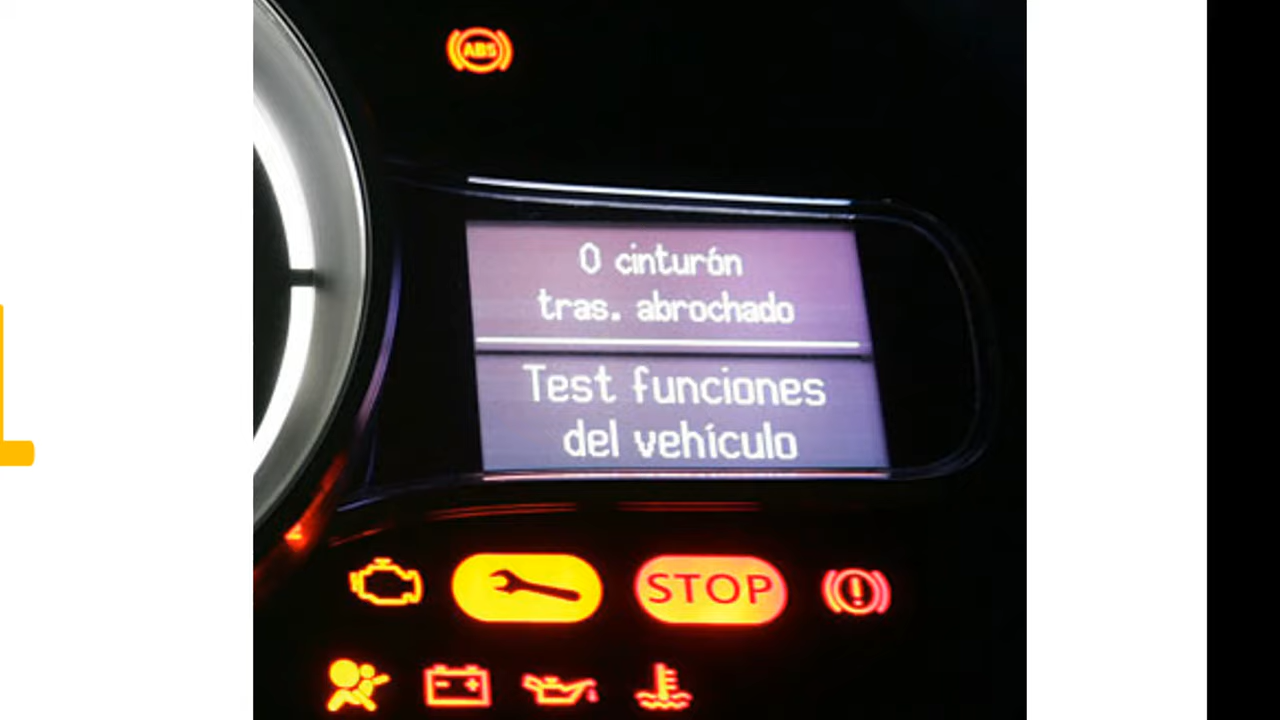 ABS
0 cinturón
tras. abrochado
Test funciones
del vehículo
STOP